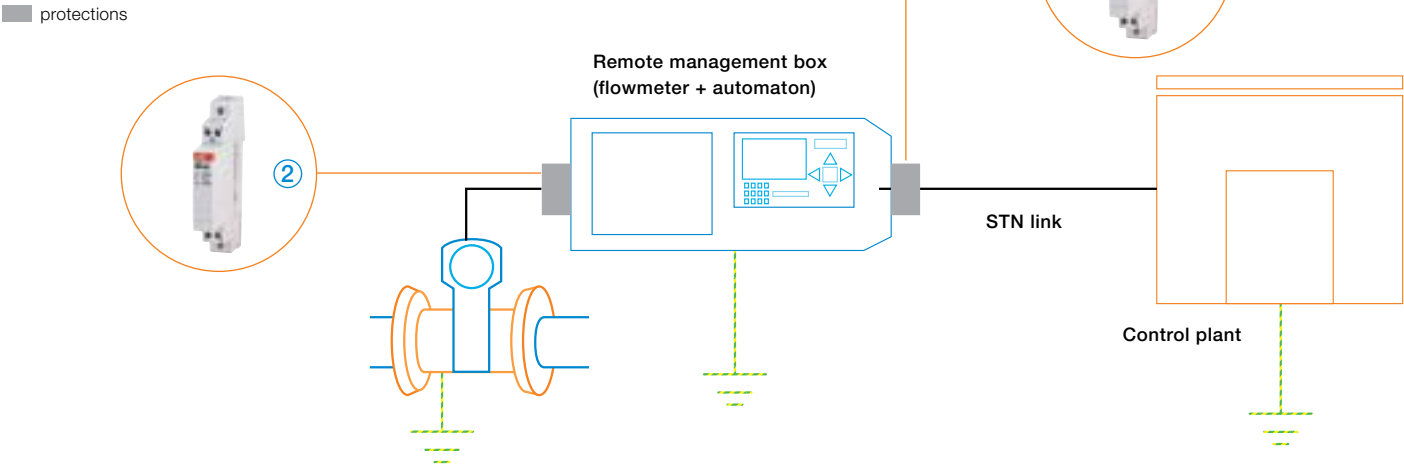 protections
Remote management box
(flowmeter + automaton)
2
STN link
Control plant